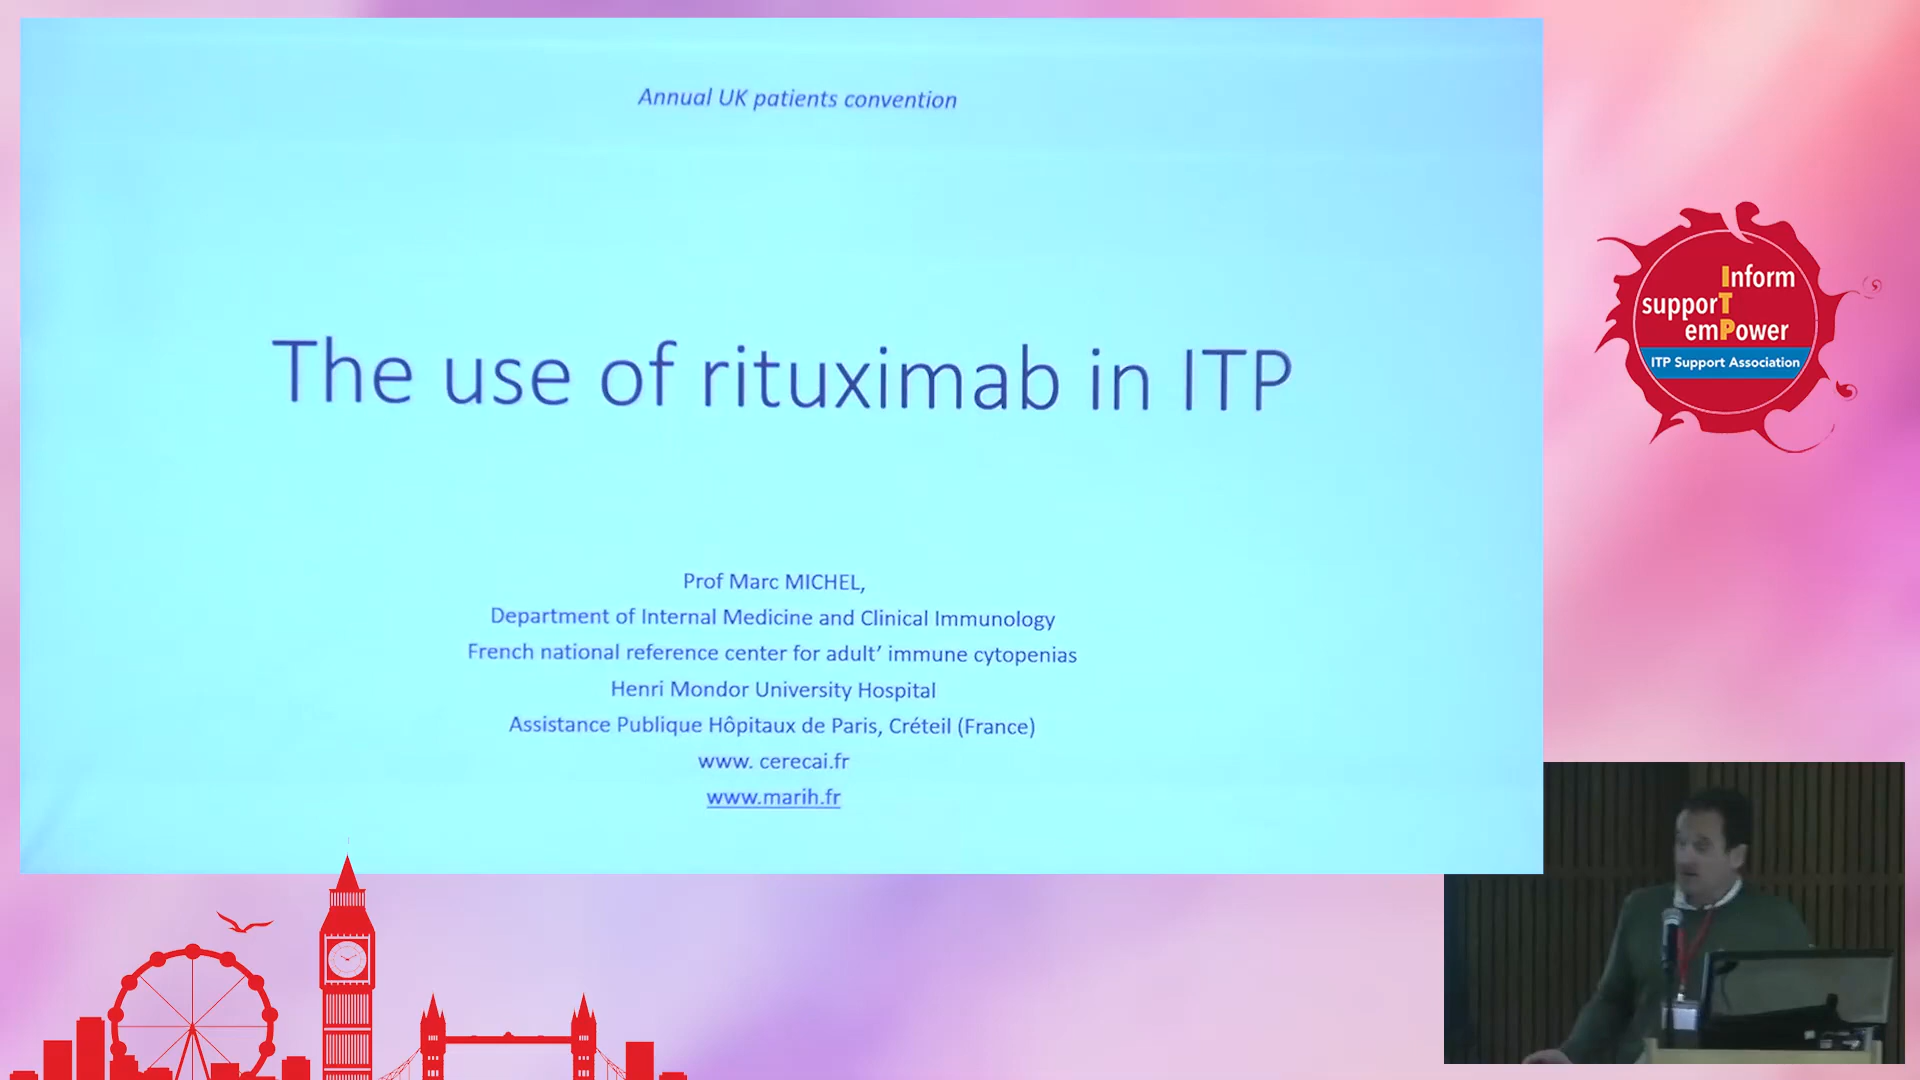 Annual UK patients convention
The use of rituximab in ITP
Prof Marc MICHEL,
Department of Internal Medicine and Clinical Immunology
French national reference center for adult’ immune cytopenias
Henri Mondor University Hospital
Assistance Publique Hôpitaux de Paris, Créteil (France)
www. cerecai.fr
www.marih.fr
Inform
supporT
emPower
ITP Support Association